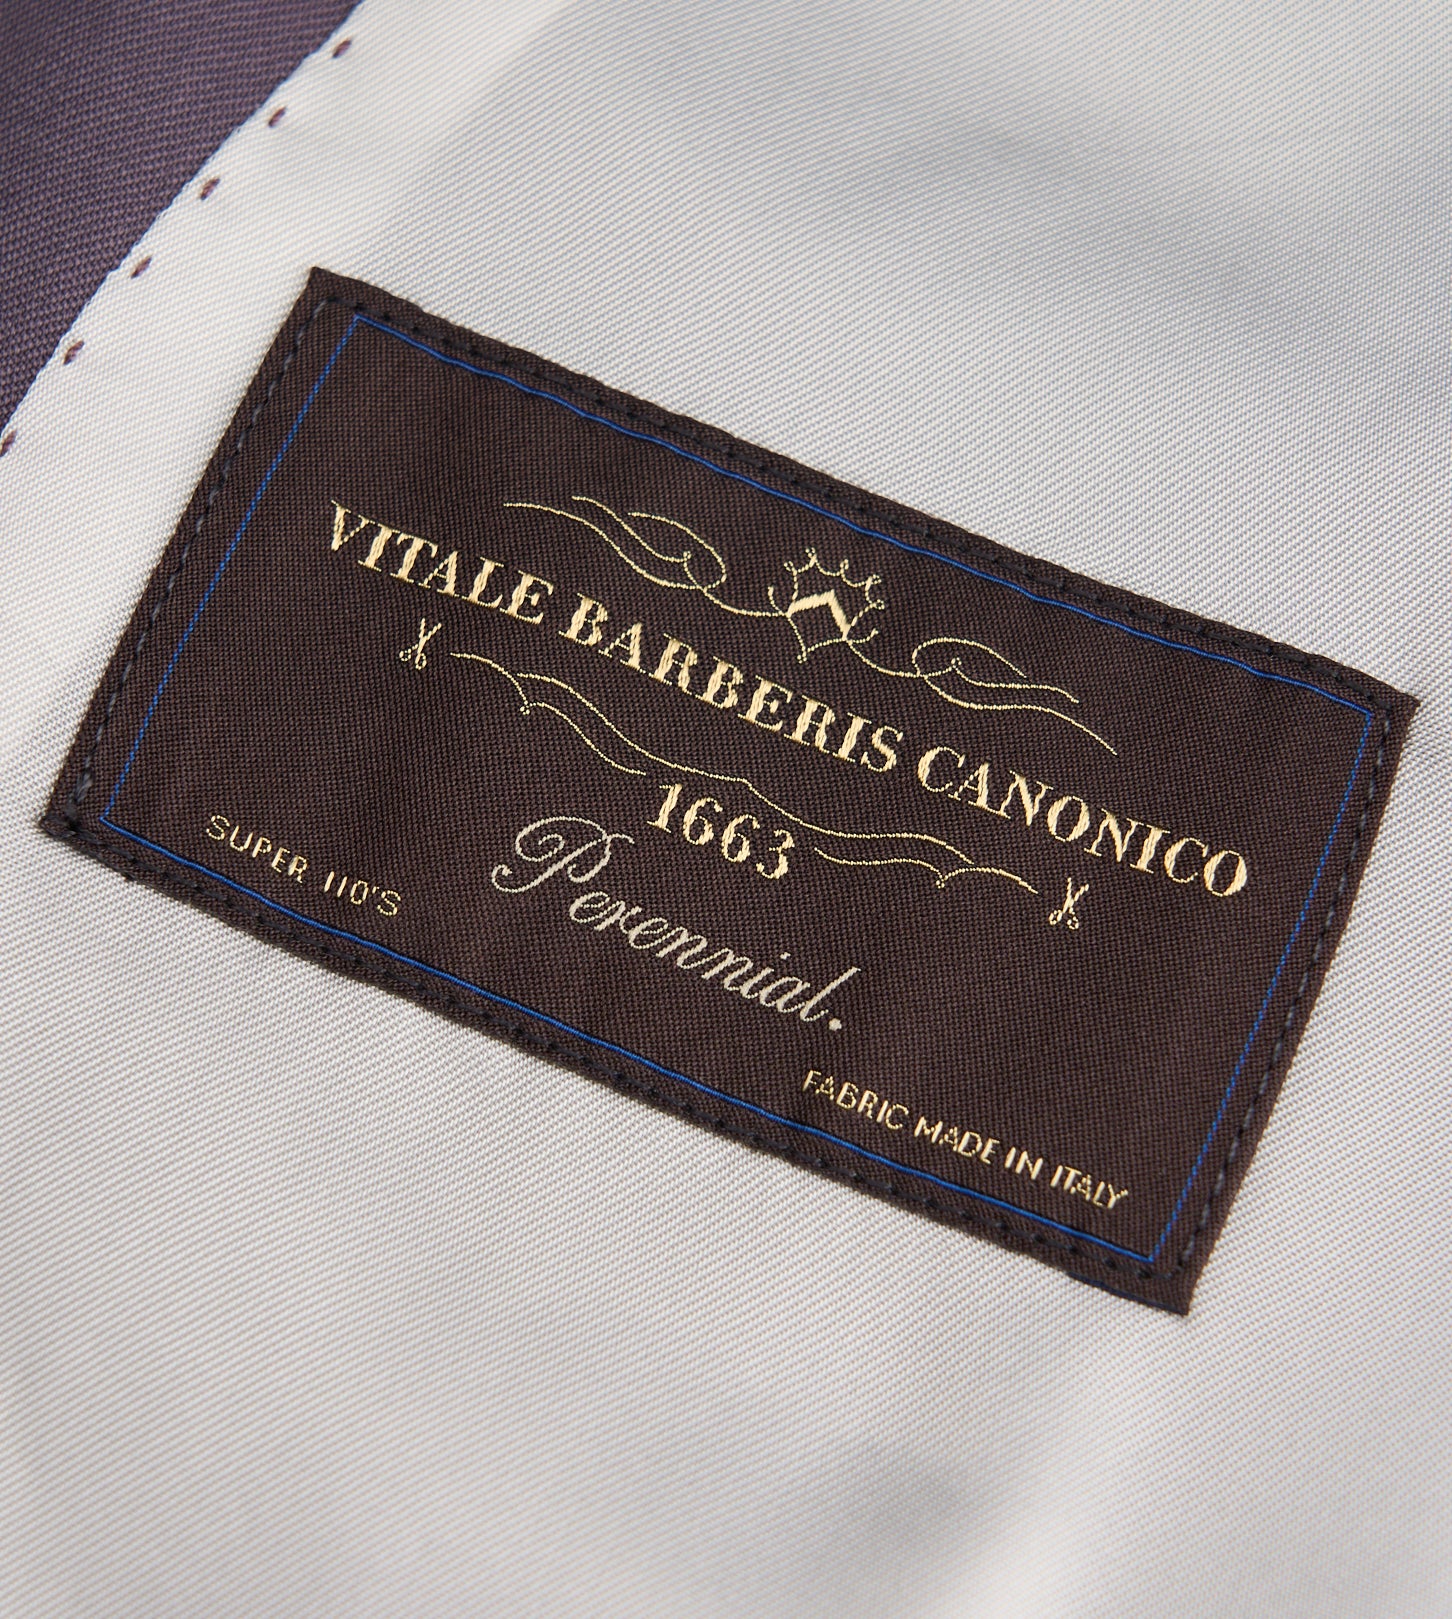 VITALE BARBERIS CANONICO
1663
Perennial.
SUPER 110'S
FABRIC MADE IN ITALY